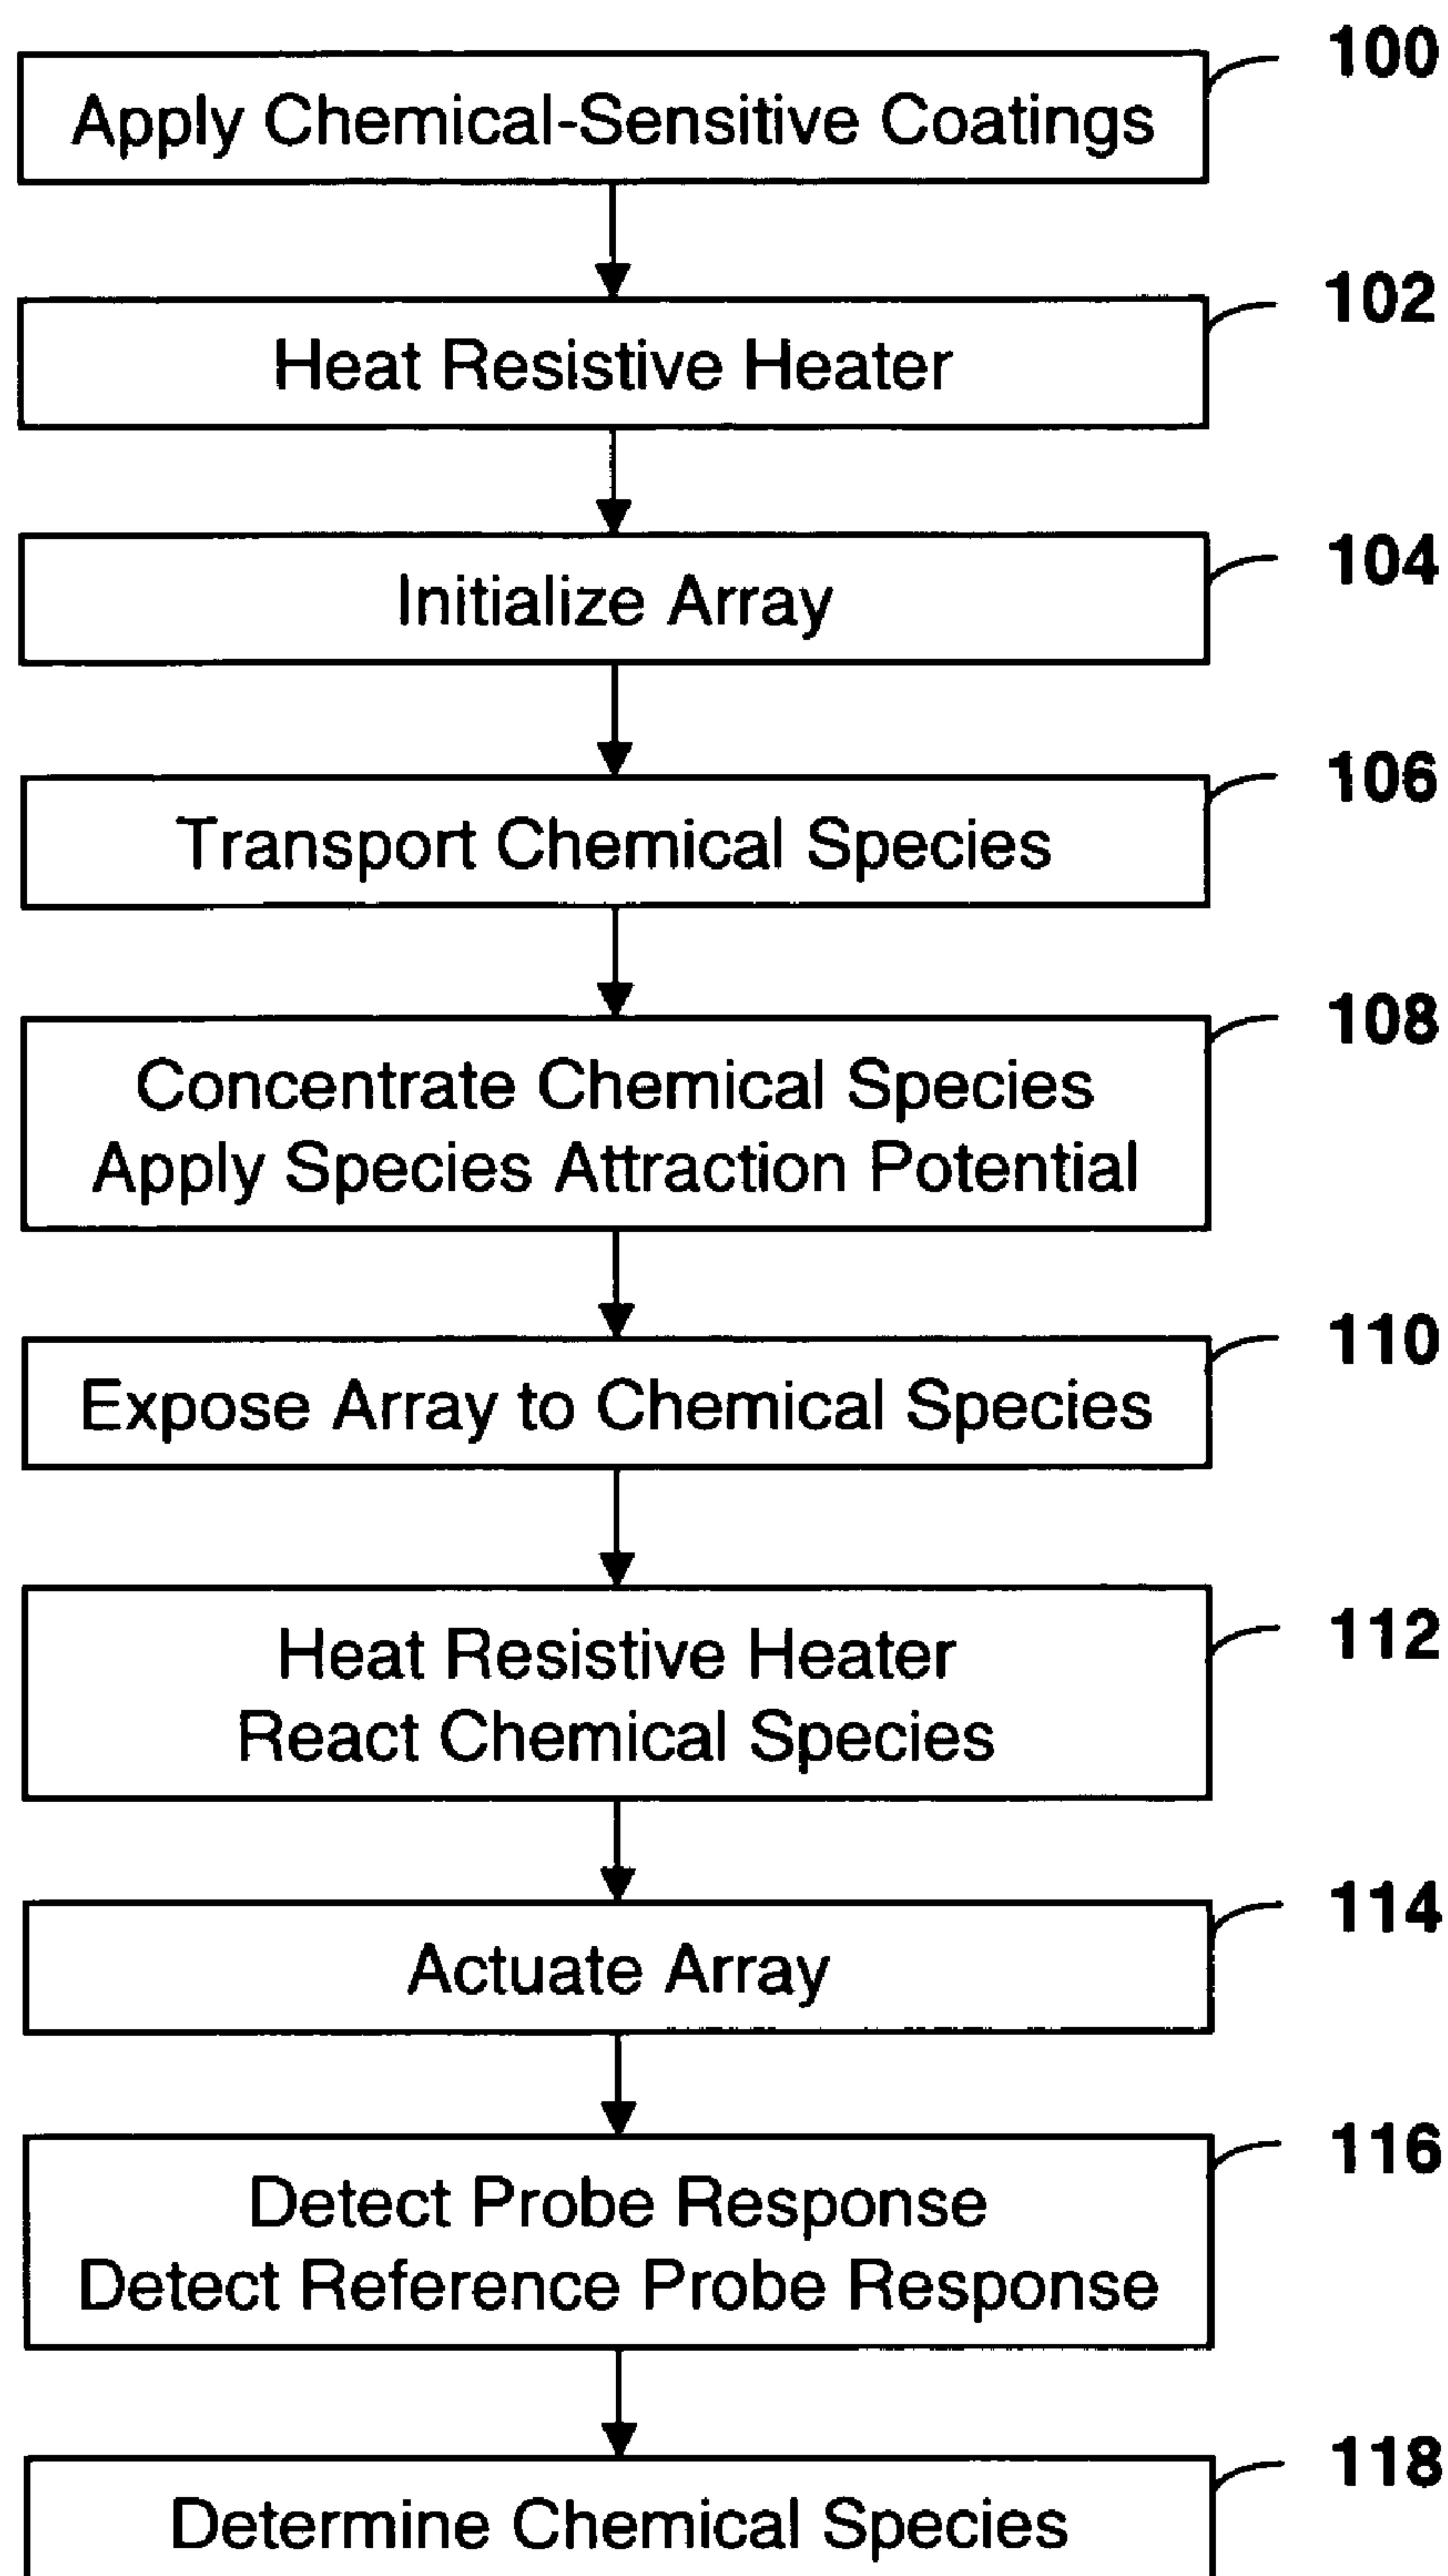 100
Apply Chemical-Sensitive Coatings
102
Heat Resistive Heater
104
Initialize Array
106
Transport Chemical Species
108
Concentrate Chemical Species
Apply Species Attraction Potential
110
Expose Array to Chemical Species
112
Heat Resistive Heater
React Chemical Species
114
Actuate Array
116
Detect Probe Response
Detect Reference Probe Response
118
Determine Chemical Species